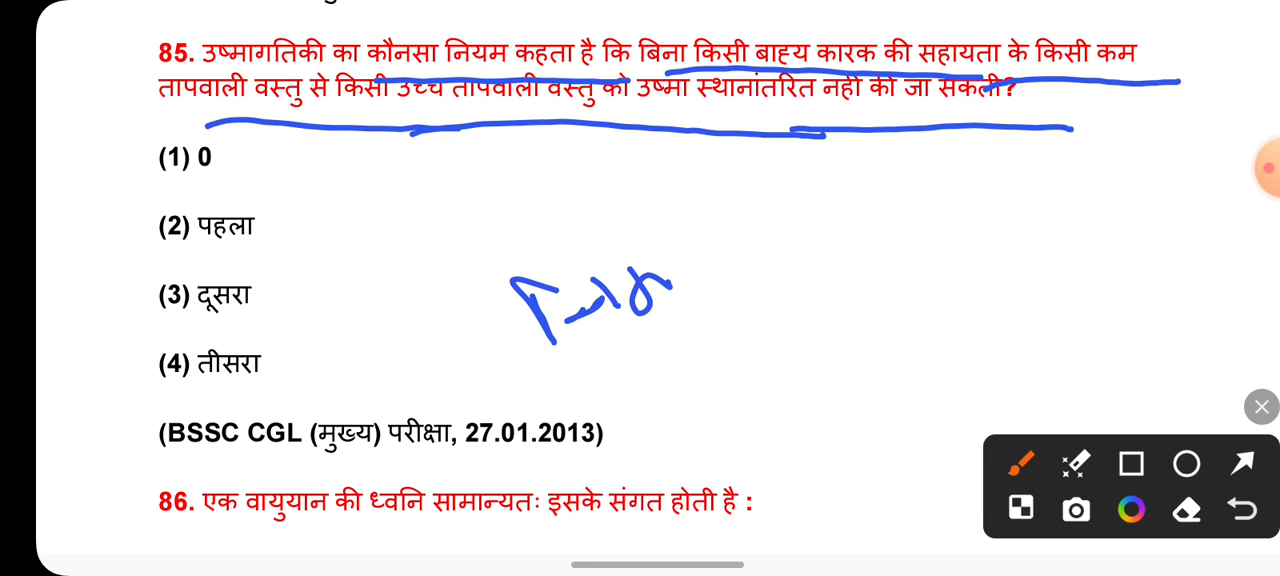 85. उष्मागतिकी का कौनसा नियम कहता है कि बिना किसी बाह्य कारक की सहायता के किसी कम
तापवाली वस्तु से किसी उच्च तापवाली वस्तु को उष्मा स्थानांतरित नहीं की जा सकती?
(1) 0
(2) पहला
(3) दूसरा
(4) तीसरा
(BSSC CGL (मुख्य) परीक्षा, 27.01.2013)
86. एक वायुयान की ध्वनि सामान्यतः इसके संगत होती है :